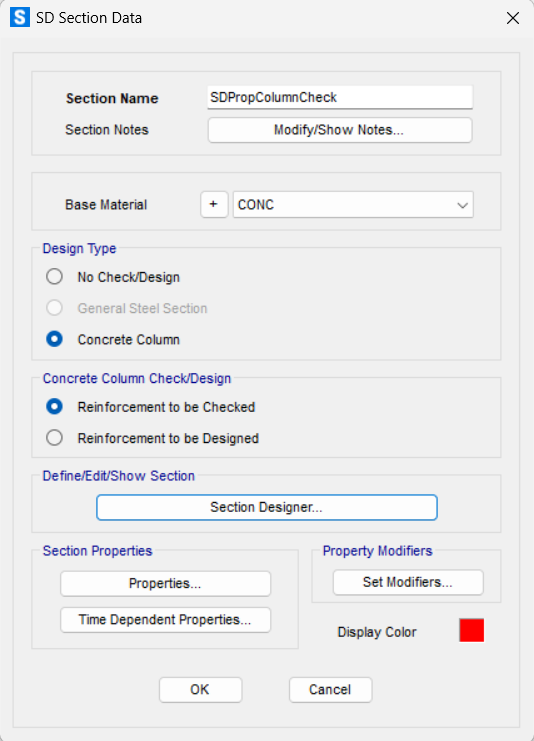 S SD Section Data
Section Name SDPropColumnCheck
Section Notes Modify/Show Notes...
Base Material + CONC
Design Type
No Check/Design
General Steel Section
Concrete Column
Concrete Column Check/Design
Reinforcement to be Checked
Reinforcement to be Designed
Define/Edit/Show Section
Section Designer...
Section Properties
Properties...
Time Dependent Properties...
Property Modifiers
Set Modifiers...
Display Color
OK Cancel